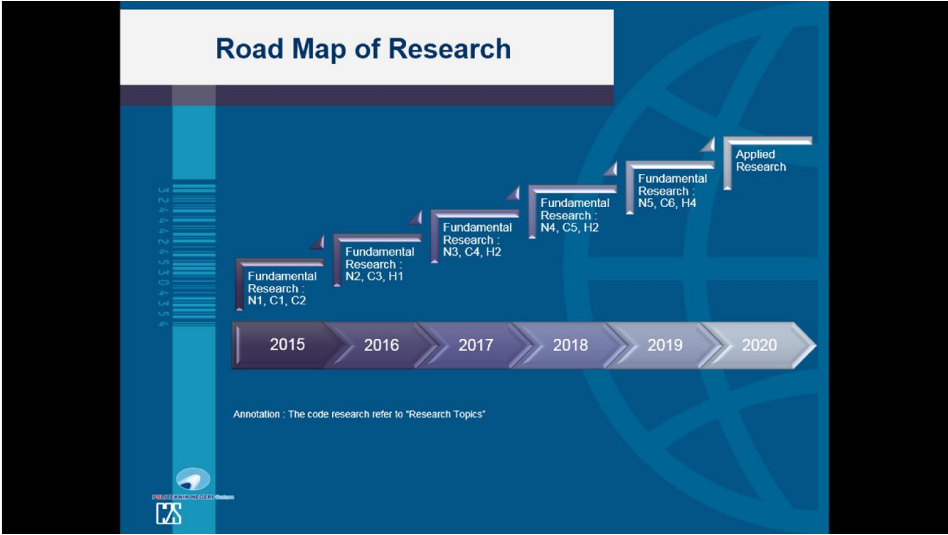 Road Map of Research
Applied
Research
Fundamental
Research :
N5, C6, H4
Fundamental
Research :
N4, C5, H2
Fundamental
Research :
N3, C4, H2
Fundamental
Research :
N2, C3, H1
Fundamental
Research :
N1, C1, C2
2015 2016 2017 2018 2019 2020
Annotation : The code research refer to "Research Topics"
POLITEKNIK NEGERI